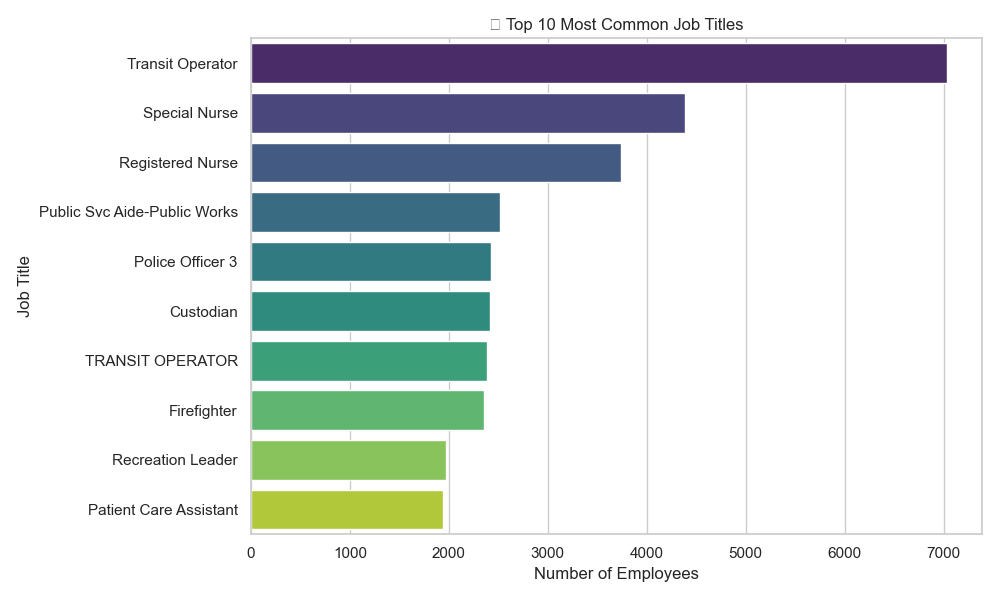 Top 10 Most Common Job Titles
Transit Operator
Special Nurse
Registered Nurse
Public Svc Aide-Public Works
Police Officer 3
Custodian
TRANSIT OPERATOR
Firefighter
Recreation Leader
Patient Care Assistant
Job Title
0 1000 2000 3000 4000 5000 6000 7000
Number of Employees